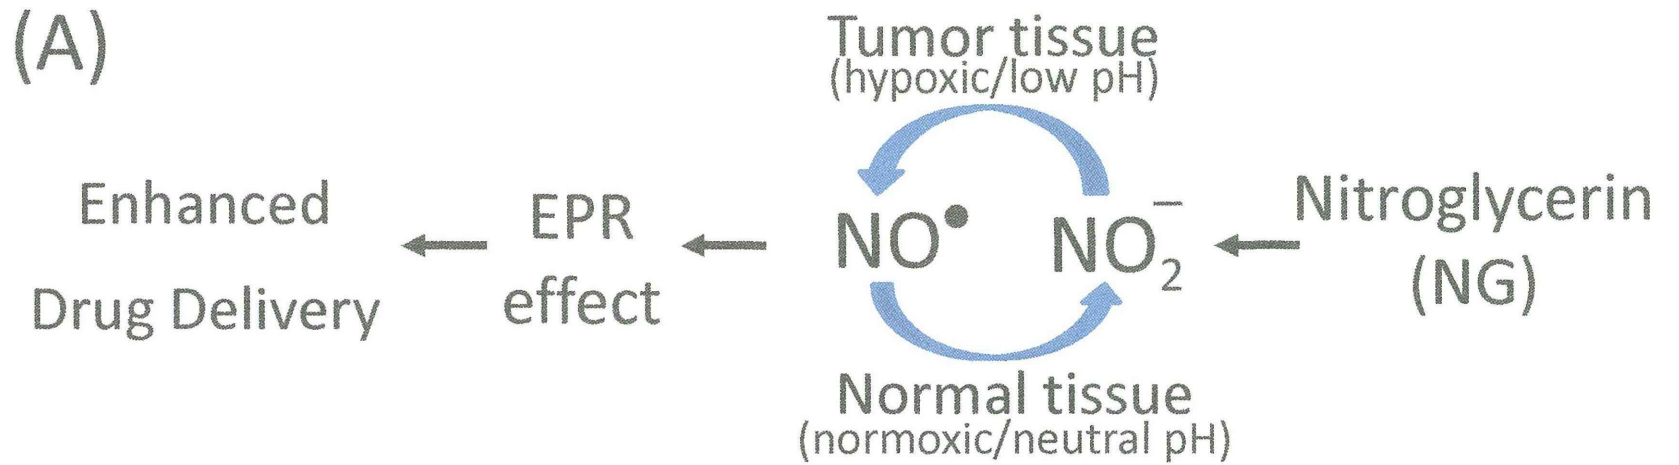 (A)
Tumor tissue
(hypoxic/low pH)
Enhanced
Drug Delivery
EPR
effect
NO●
NO₂⁻
Nitroglycerin
(NG)
Normal tissue
(normoxic/neutral pH)